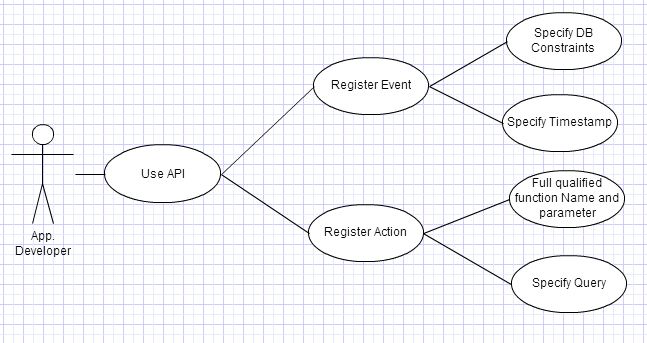 Specify DB
Constraints
Register Event
Specify Timestamp
Use API
App.
Developer
Full qualified
function Name and
parameter
Register Action
Specify Query